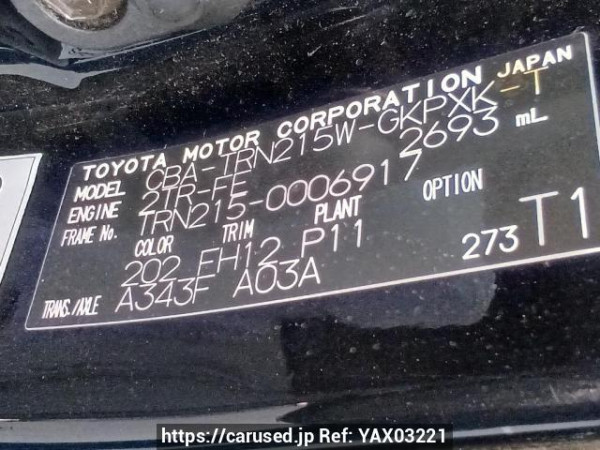 TOYOTA MOTOR CORPORATION JAPAN
MODEL CBA-TRN215W-GKPXK-T
ENGINE 2TR-FE 2693 mL
FRAME No. TRN215-0006917
COLOR TRIM PLANT OPTION
202 FH12 P11
TRANS./AXLE A343F A03A 273 T1
https://carused.jp Ref: YAX03221